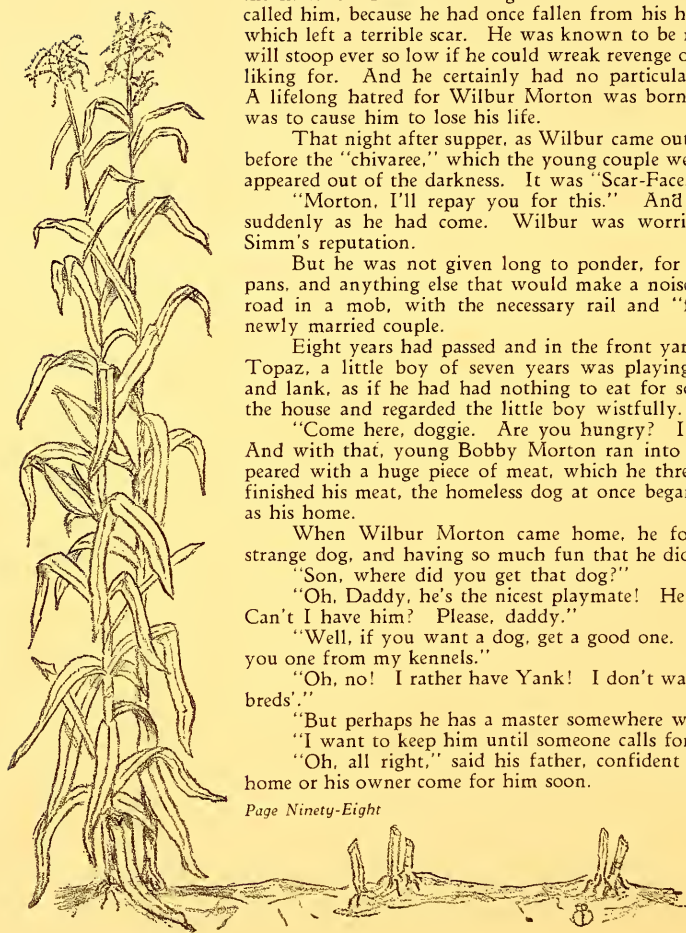 called him, because he had once fallen from his h
which left a terrible scar. He was known to be
will stoop ever so low if he could wreak revenge
liking for. And he certainly had no particula
A lifelong hatred for Wilbur Morton was born
was to cause him to lose his life.
That night after supper, as Wilbur came out
before the "chivaree," which the young couple we
appeared out of the darkness. It was "Scar-Face
"Morton, I'll repay you for this." And
suddenly as he had come. Wilbur was worri
Simm's reputation.
But he was not given long to ponder, for
pans, and anything else that would make a noise
road in a mob, with the necessary rail and
newly married couple.
Eight years had passed and in the front yar
Topaz, a little boy of seven years was playing
and lank, as if he had had nothing to eat for s
the house and regarded the little boy wistfully.
"Come here, doggie. Are you hungry? I
And with that, young Bobby Morton ran into
peared with a huge piece of meat, which he thre
finished his meat, the homeless dog at once bega
as his home.
When Wilbur Morton came home, he fo
strange dog, and having so much fun that he di
"Son, where did you get that dog?"
"Oh, Daddy, he's the nicest playmate! He
Can't I have him? Please, daddy."
"Well, if you want a dog, get a good one.
you one from my kennels."
"Oh, no! I rather have Yank! I don't wa
breds'."
"But perhaps he has a master somewhere w
"I want to keep him until someone calls for
"Oh, all right," said his father, confident
home or his owner come for him soon.
Page Ninety-Eight